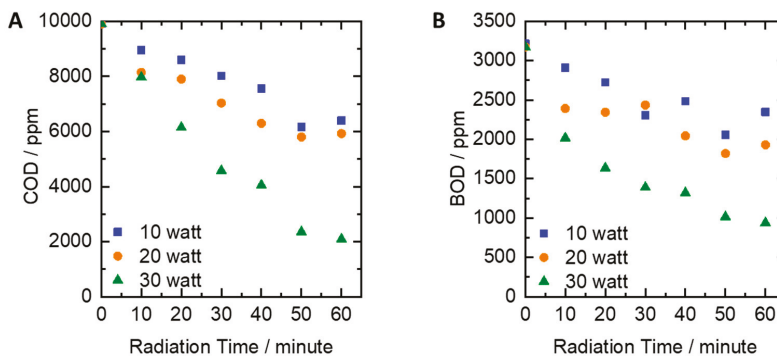 A
10000
8000
6000
4000
2000
0
COD / ppm
10 watt
20 watt
30 watt
0 10 20 30 40 50 60
Radiation Time / minute
B
3500
3000
2500
2000
1500
1000
500
0
BOD / ppm
10 watt
20 watt
30 watt
0 10 20 30 40 50 60
Radiation Time / minute